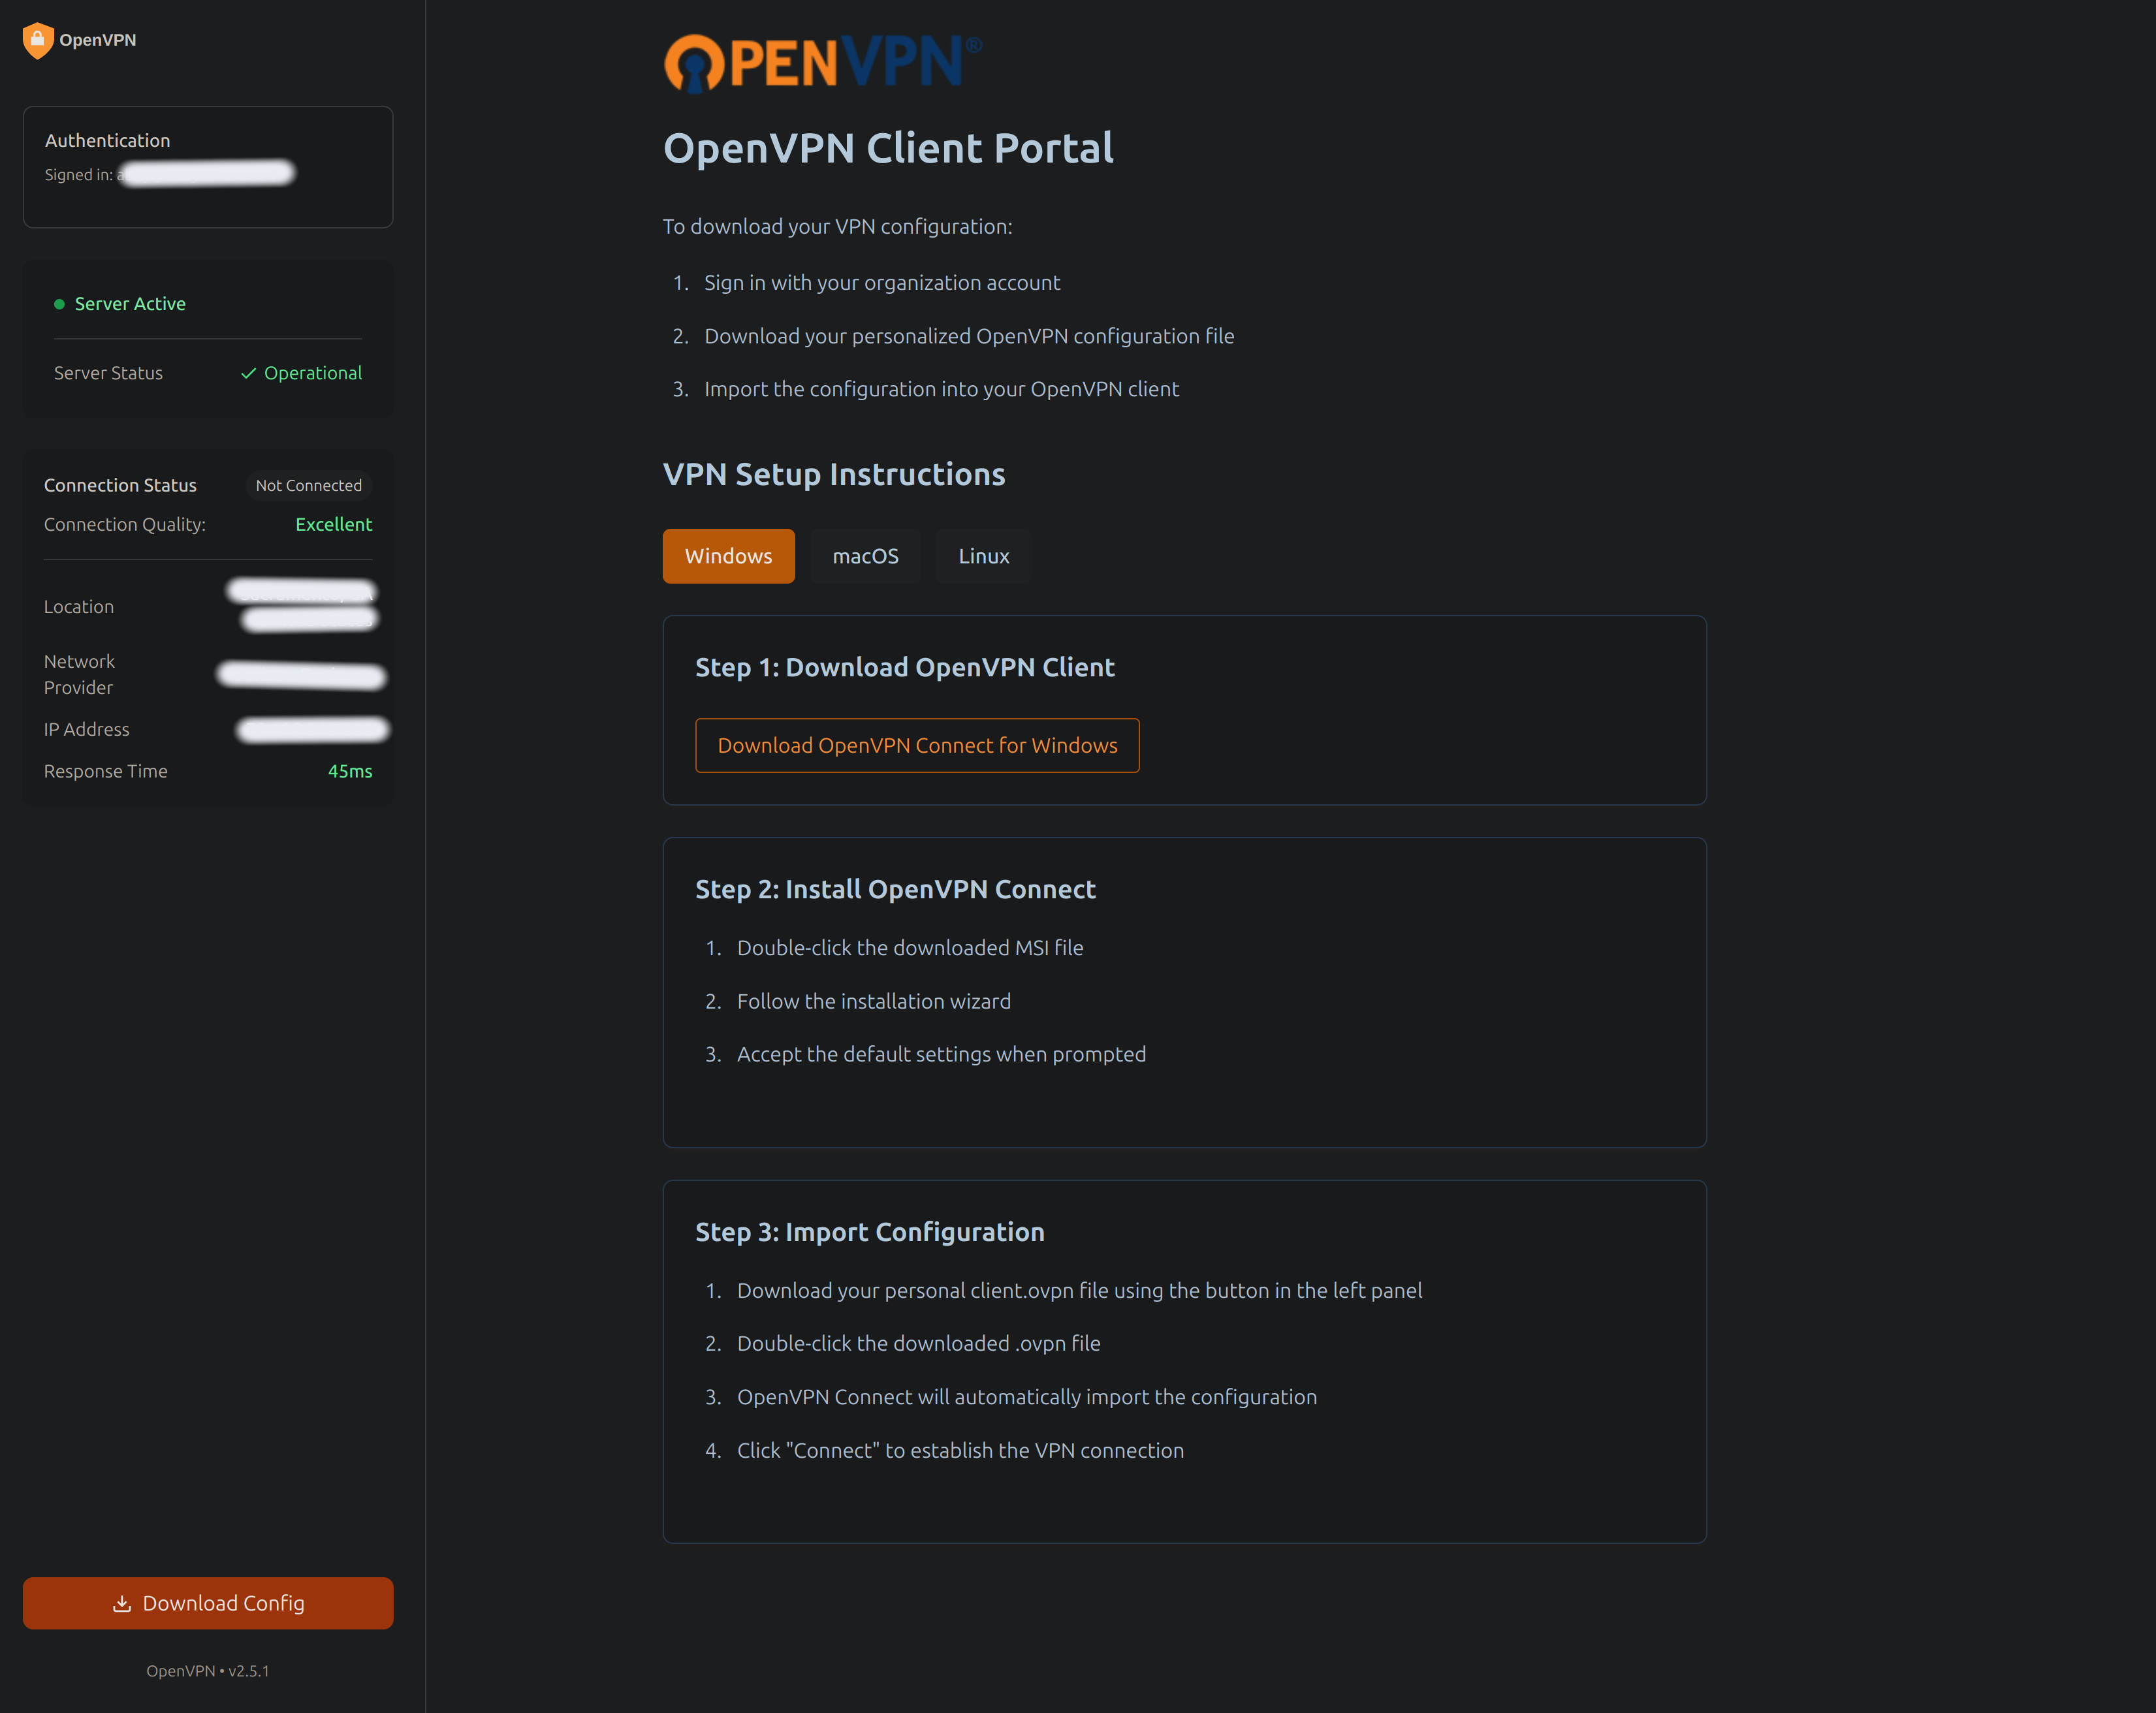 OpenVPN
Authentication
Signed in:
Server Active
Server Status
Operational
Connection Status
Not Connected
Connection Quality:
Excellent
Location
Network
Provider
IP Address
Response Time
45ms
Download Config
OpenVPN • v2.5.1
OPENVPN®
OpenVPN Client Portal
To download your VPN configuration:
1. Sign in with your organization account
2. Download your personalized OpenVPN configuration file
3. Import the configuration into your OpenVPN client
VPN Setup Instructions
Windows
macOS
Linux
Step 1: Download OpenVPN Client
Download OpenVPN Connect for Windows
Step 2: Install OpenVPN Connect
1. Double-click the downloaded MSI file
2. Follow the installation wizard
3. Accept the default settings when prompted
Step 3: Import Configuration
1. Download your personal client.ovpn file using the button in the left panel
2. Double-click the downloaded .ovpn file
3. OpenVPN Connect will automatically import the configuration
4. Click "Connect" to establish the VPN connection